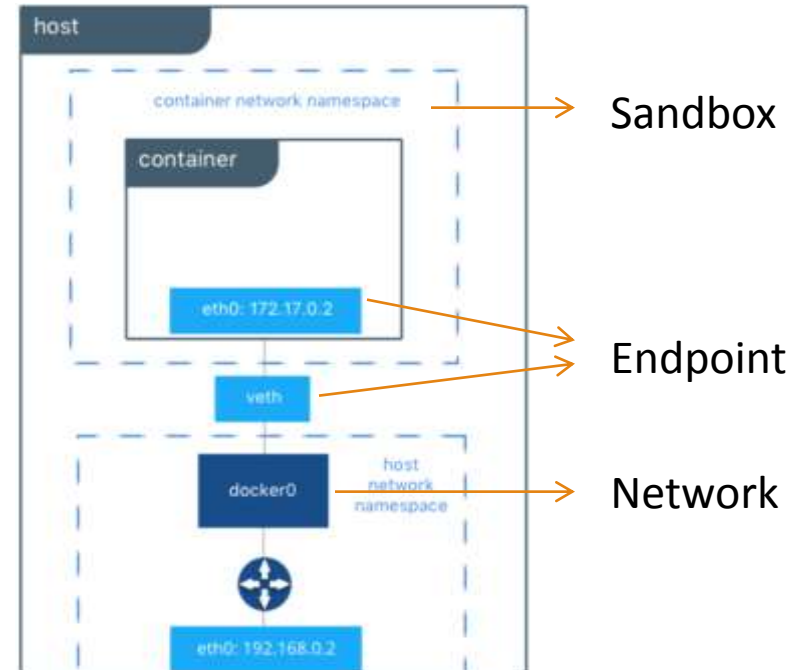 host
container network namespace
Sandbox
container
eth0: 172.17.0.2
Endpoint
veth
host
network
namespace
docker0
Network
eth0: 192.168.0.2